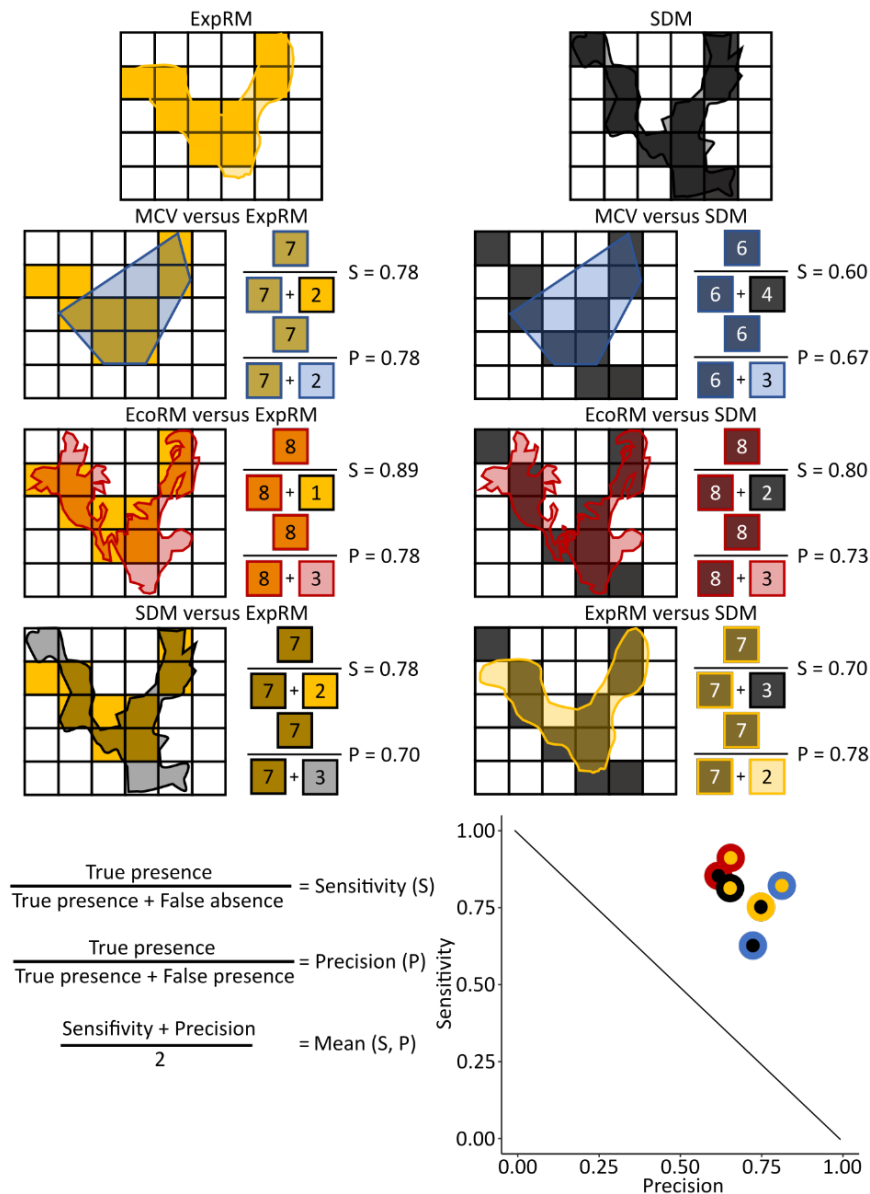 ExpRM
SDM
MCV versus ExpRM
MCV versus SDM
7
7 + 2
S = 0.78
7
7 + 2
P = 0.78
6
6 + 4
S = 0.60
6
6 + 3
P = 0.67
EcoRM versus ExpRM
EcoRM versus SDM
8
8 + 1
S = 0.89
8
8 + 3
P = 0.78
8
8 + 2
S = 0.80
8
8 + 3
P = 0.73
SDM versus ExpRM
ExpRM versus SDM
7
7 + 2
S = 0.78
7
7 + 3
P = 0.70
7
7 + 3
S = 0.70
7
7 + 2
P = 0.78
True presence
True presence + False absence
= Sensitivity (S)
True presence
True presence + False presence
= Precision (P)
Sensifivity + Precision
2
= Mean (S, P)
Sensitivity
1.00
0.75
0.50
0.25
0.00
0.00 0.25 0.50 0.75 1.00
Precision